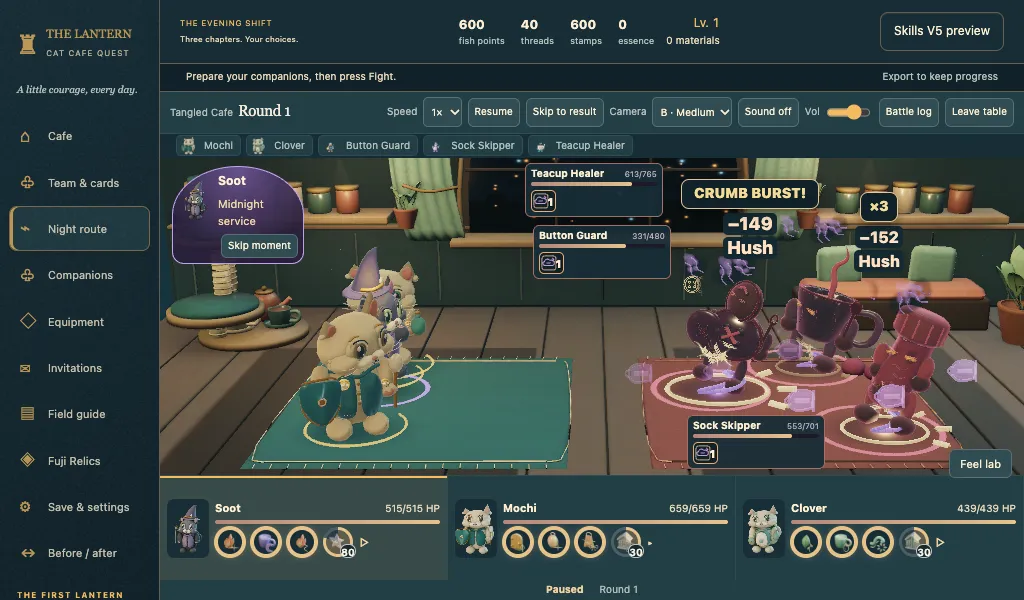 THE LANTERN
CAT CAFE QUEST
A little courage, every day.
Cafe
Team & cards
Night route
Companions
Equipment
Invitations
Field guide
Fuji Relics
Save & settings
Before / after
THE FIRST LANTERN
THE EVENING SHIFT
Three chapters. Your choices.
600 fish points
40 threads
600 stamps
0 essence
Lv. 1
0 materials
Skills V5 preview
Prepare your companions, then press Fight.
Export to keep progress
Tangled Cafe Round 1
Speed 1x Resume Skip to result Camera B · Medium Sound off Vol Battle log Leave table
Mochi Clover Button Guard Sock Skipper Teacup Healer
Soot
Midnight
service
Skip moment
Teacup Healer 613/765
1
Button Guard 331/480
1
CRUMB BURST!
−149
Hush
×3
−152
Hush
Sock Skipper 553/701
1
Feel lab
Soot 515/515 HP
80
Mochi 659/659 HP
30
Clover 439/439 HP
30
Paused Round 1